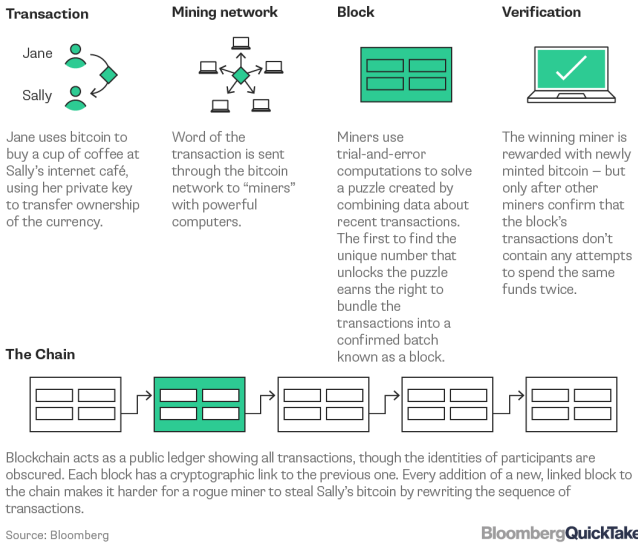 Transaction
Jane
Sally
Jane uses bitcoin to
buy a cup of coffee at
Sally's internet café,
using her private key
to transfer ownership
of the currency.
Mining network
Word of the
transaction is sent
through the bitcoin
network to “miners”
with powerful
computers.
Block
Miners use
trial-and-error
computations to solve
a puzzle created by
combining data about
recent transactions.
The first to find the
unique number that
unlocks the puzzle
earns the right to
bundle the
transactions into a
confirmed batch
known as a block.
Verification
The winning miner is
rewarded with newly
minted bitcoin — but
only after other
miners confirm that
the block's
transactions don't
contain any attempts
to spend the same
funds twice.
The Chain
Blockchain acts as a public ledger showing all transactions, though the identities of participants are
obscured. Each block has a cryptographic link to the previous one. Every addition of a new, linked block to
the chain makes it harder for a rogue miner to steal Sally's bitcoin by rewriting the sequence of
transactions.
Source: Bloomberg
BloombergQuickTake